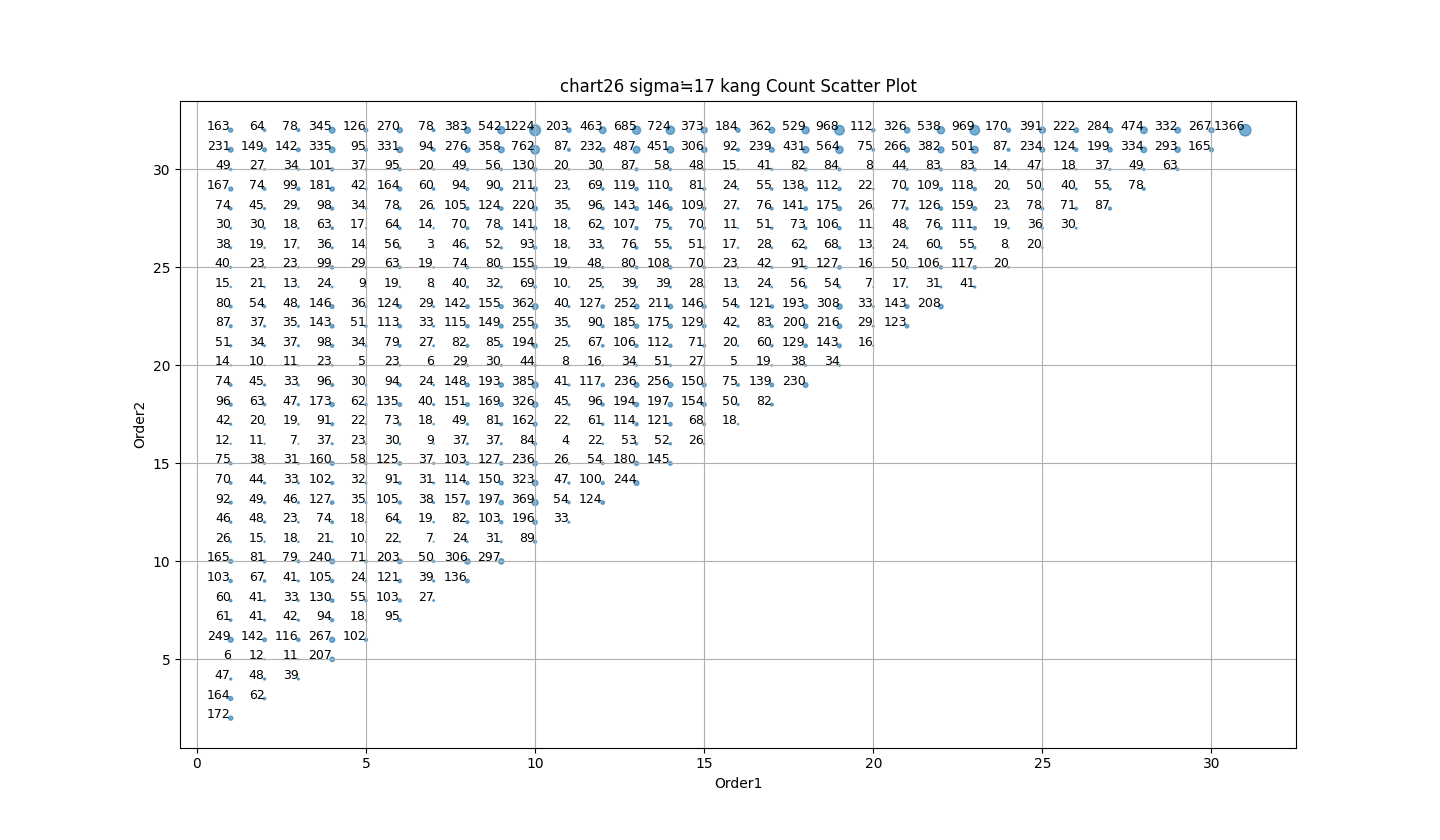 chart26 sigma≒17 kang Count Scatter Plot
163 64 78 345 126 270 78 383 542 1224 203 463 685 724 373 184 362 529 968 112 326 538 969 170 391 222 284 474 332 267 1366
231 149 142 335 95 331 94 276 358 762 87 232 487 451 306 92 239 431 564 75 266 382 501 87 234 124 199 334 293 165
30 49 27 34 101 37 95 20 49 56 130 20 30 87 58 48 15 41 82 84 8 44 83 83 14 47 18 37 49 63
167 74 99 181 42 164 60 94 90 211 23 69 119 110 81 24 55 138 112 22 70 109 118 20 50 40 55 78
74 45 29 98 34 78 26 105 124 220 35 96 143 146 109 27 76 141 175 26 77 126 159 23 78 71 87
30 30 18 63 17 64 14 70 78 141 18 62 107 75 70 11 51 73 106 11 48 76 111 19 36 30
38 19 17 36 14 56 3 46 52 93 18 33 76 55 51 17 28 62 68 13 24 60 55 8 20
25 40 23 23 99 29 63 19 74 80 155 19 48 80 108 70 23 42 91 127 16 50 106 117 20
15 21 13 24 9 19 8 40 32 69 10 25 39 39 28 13 24 56 54 7 17 31 41
80 54 48 146 36 124 29 142 155 362 40 127 252 211 146 54 121 193 308 33 143 208
87 37 35 143 51 113 33 115 149 255 35 90 185 175 129 42 83 200 216 29 123
51 34 37 98 34 79 27 82 85 194 25 67 106 112 71 20 60 129 143 16
20 14 10 11 23 5 23 6 29 30 44 8 16 34 51 27 5 19 38 34
74 45 33 96 30 94 24 148 193 385 41 117 236 256 150 75 139 230
96 63 47 173 62 135 40 151 169 326 45 96 194 197 154 50 82
42 20 19 91 22 73 18 49 81 162 22 61 114 121 68 18
12 11 7 37 23 30 9 37 37 84 4 22 53 52 26
15 75 38 31 160 58 125 37 103 127 236 26 54 180 145
70 44 33 102 32 91 31 114 150 323 47 100 244
92 49 46 127 35 105 38 157 197 369 54 124
46 48 23 74 18 64 19 82 103 196 33
26 15 18 21 10 22 7 24 31 89
10 165 81 79 240 71 203 50 306 297
103 67 41 105 24 121 39 136
60 41 33 130 55 103 27
61 41 42 94 18 95
249 142 116 267 102
5 6 12 11 207
47 48 39
164 62
172
0 5 10 15 20 25 30
Order1
Order2